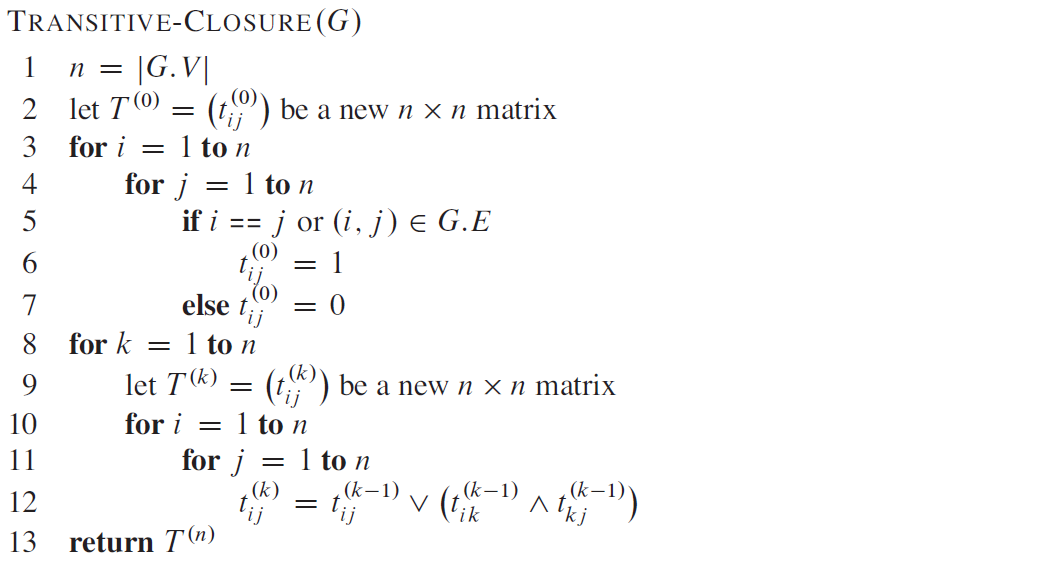 TRANSITIVE-CLOSURE(G)
1 n = |G.V|
2 let T^(0) = (t_ij^(0)) be a new n × n matrix
3 for i = 1 to n
4 for j = 1 to n
5 if i == j or (i, j) ∈ G.E
6 t_ij^(0) = 1
7 else t_ij^(0) = 0
8 for k = 1 to n
9 let T^(k) = (t_ij^(k)) be a new n × n matrix
10 for i = 1 to n
11 for j = 1 to n
12 t_ij^(k) = t_ij^(k−1) ∨ (t_ik^(k−1) ∧ t_kj^(k−1))
13 return T^(n)